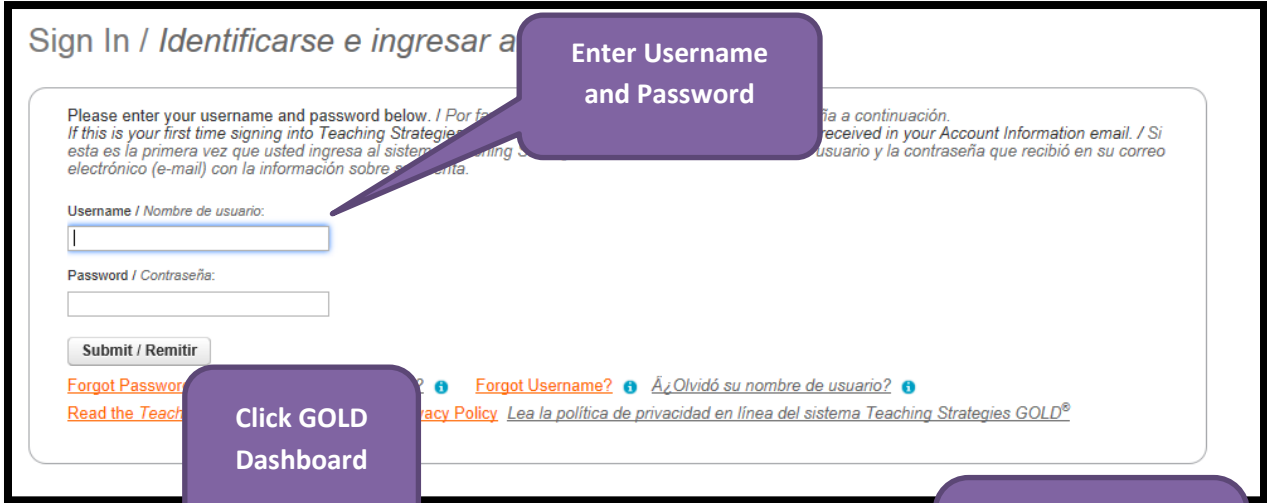 Sign In / Identificarse e ingresar a
Enter Username
and Password
Please enter your username and password below. / Por fa ña a continuación.
If this is your first time signing into Teaching Strategies received in your Account Information email. / Si
esta es la primera vez que usted ingresa al sistem ching S usuario y la contraseña que recibió en su correo
electrónico (e-mail) con la información sobre s enta.
Username / Nombre de usuario:
Password / Contraseña:
Submit / Remitir
Forgot Passwor ? Forgot Username? Ä¿Olvidó su nombre de usuario?
Read the Teach vacy Policy Lea la política de privacidad en línea del sistema Teaching Strategies GOLD®
Click GOLD
Dashboard